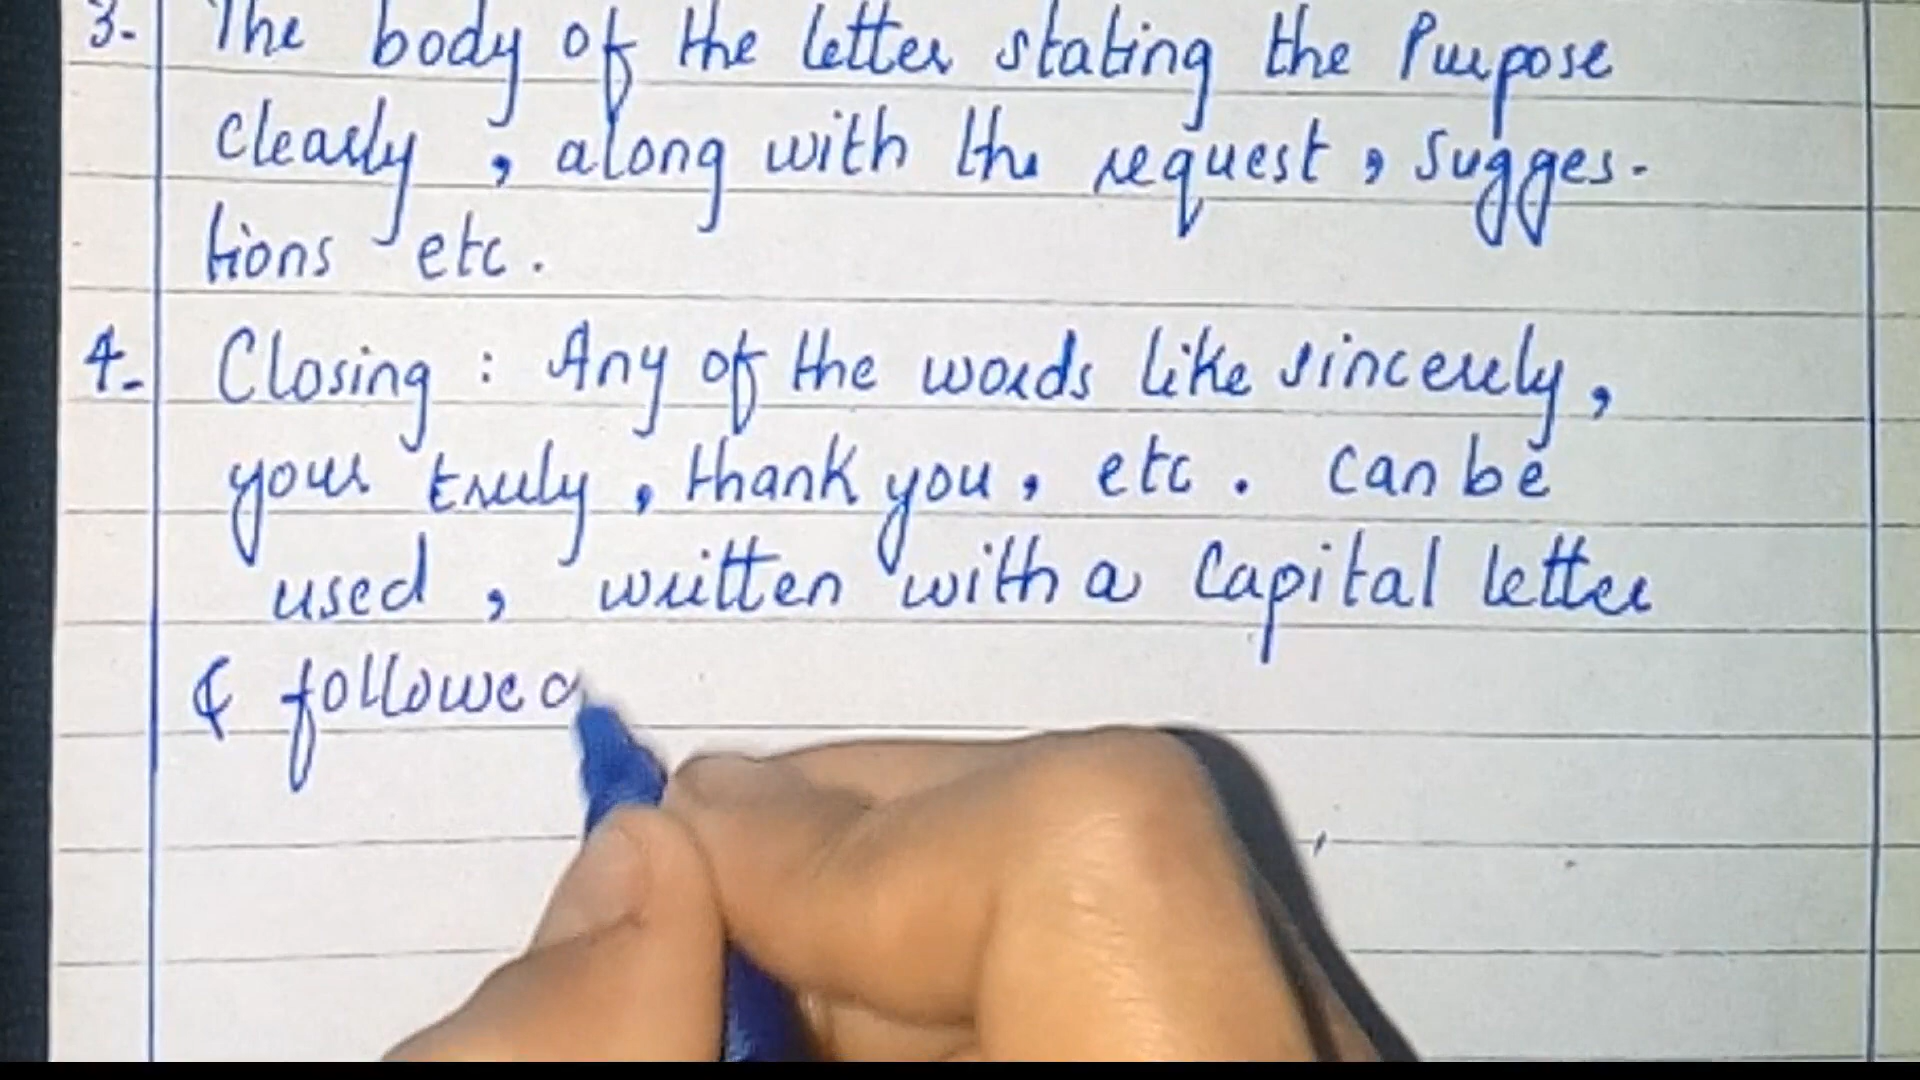 3. The body of the letter stating the Purpose
clearly, along with the request, sugges-
tions etc.
4. Closing : Any of the words like sincerely,
your truly, thank you, etc. can be
used, written with a Capital letter
& followed